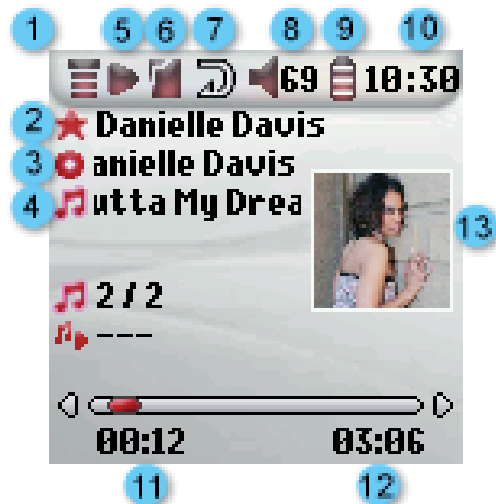 1 5 6 7 8 9 10
69 10:30
2 Danielle Davis
3 anielle Davis
4 utta My Drea
13
2 / 2
---
00:12 03:06
11 12